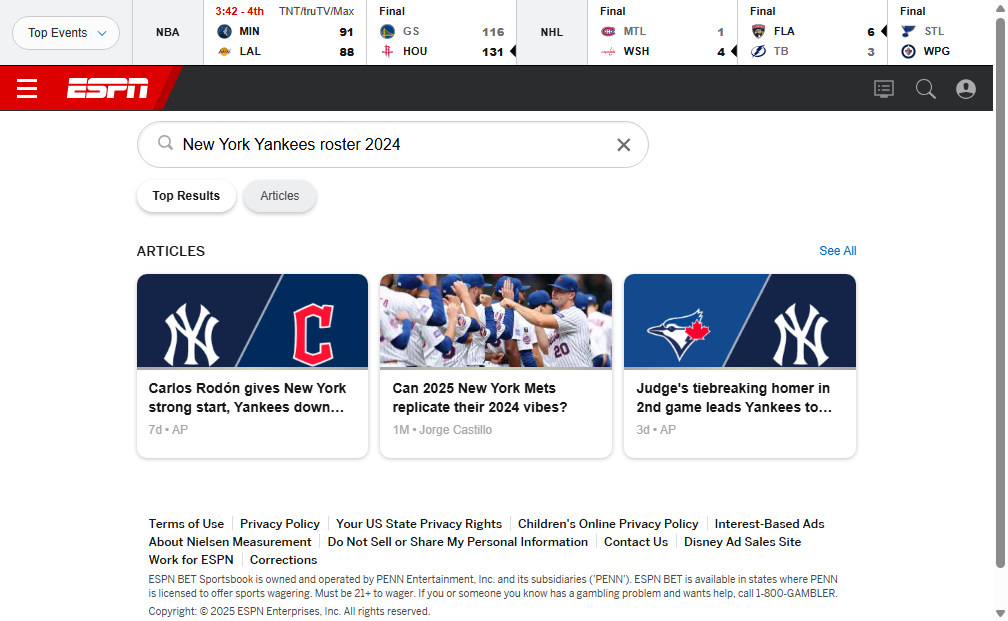 Top Events
NBA
3:42 - 4th TNT/truTV/Max
MIN 91
LAL 88
Final
GS 116
HOU 131
NHL
Final
MTL 1
WSH 4
Final
FLA 6
TB 3
Final
STL
WPG
ESPN
New York Yankees roster 2024
Top Results
Articles
ARTICLES
See All
Carlos Rodón gives New York
strong start, Yankees down...
7d • AP
Can 2025 New York Mets
replicate their 2024 vibes?
1M • Jorge Castillo
Judge's tiebreaking homer in
2nd game leads Yankees to...
3d • AP
Terms of Use Privacy Policy Your US State Privacy Rights Children's Online Privacy Policy Interest-Based Ads
About Nielsen Measurement Do Not Sell or Share My Personal Information Contact Us Disney Ad Sales Site
Work for ESPN Corrections
ESPN BET Sportsbook is owned and operated by PENN Entertainment, Inc. and its subsidiaries ('PENN'). ESPN BET is available in states where PENN
is licensed to offer sports wagering. Must be 21+ to wager. If you or someone you know has a gambling problem and wants help, call 1-800-GAMBLER.
Copyright: © 2025 ESPN Enterprises, Inc. All rights reserved.